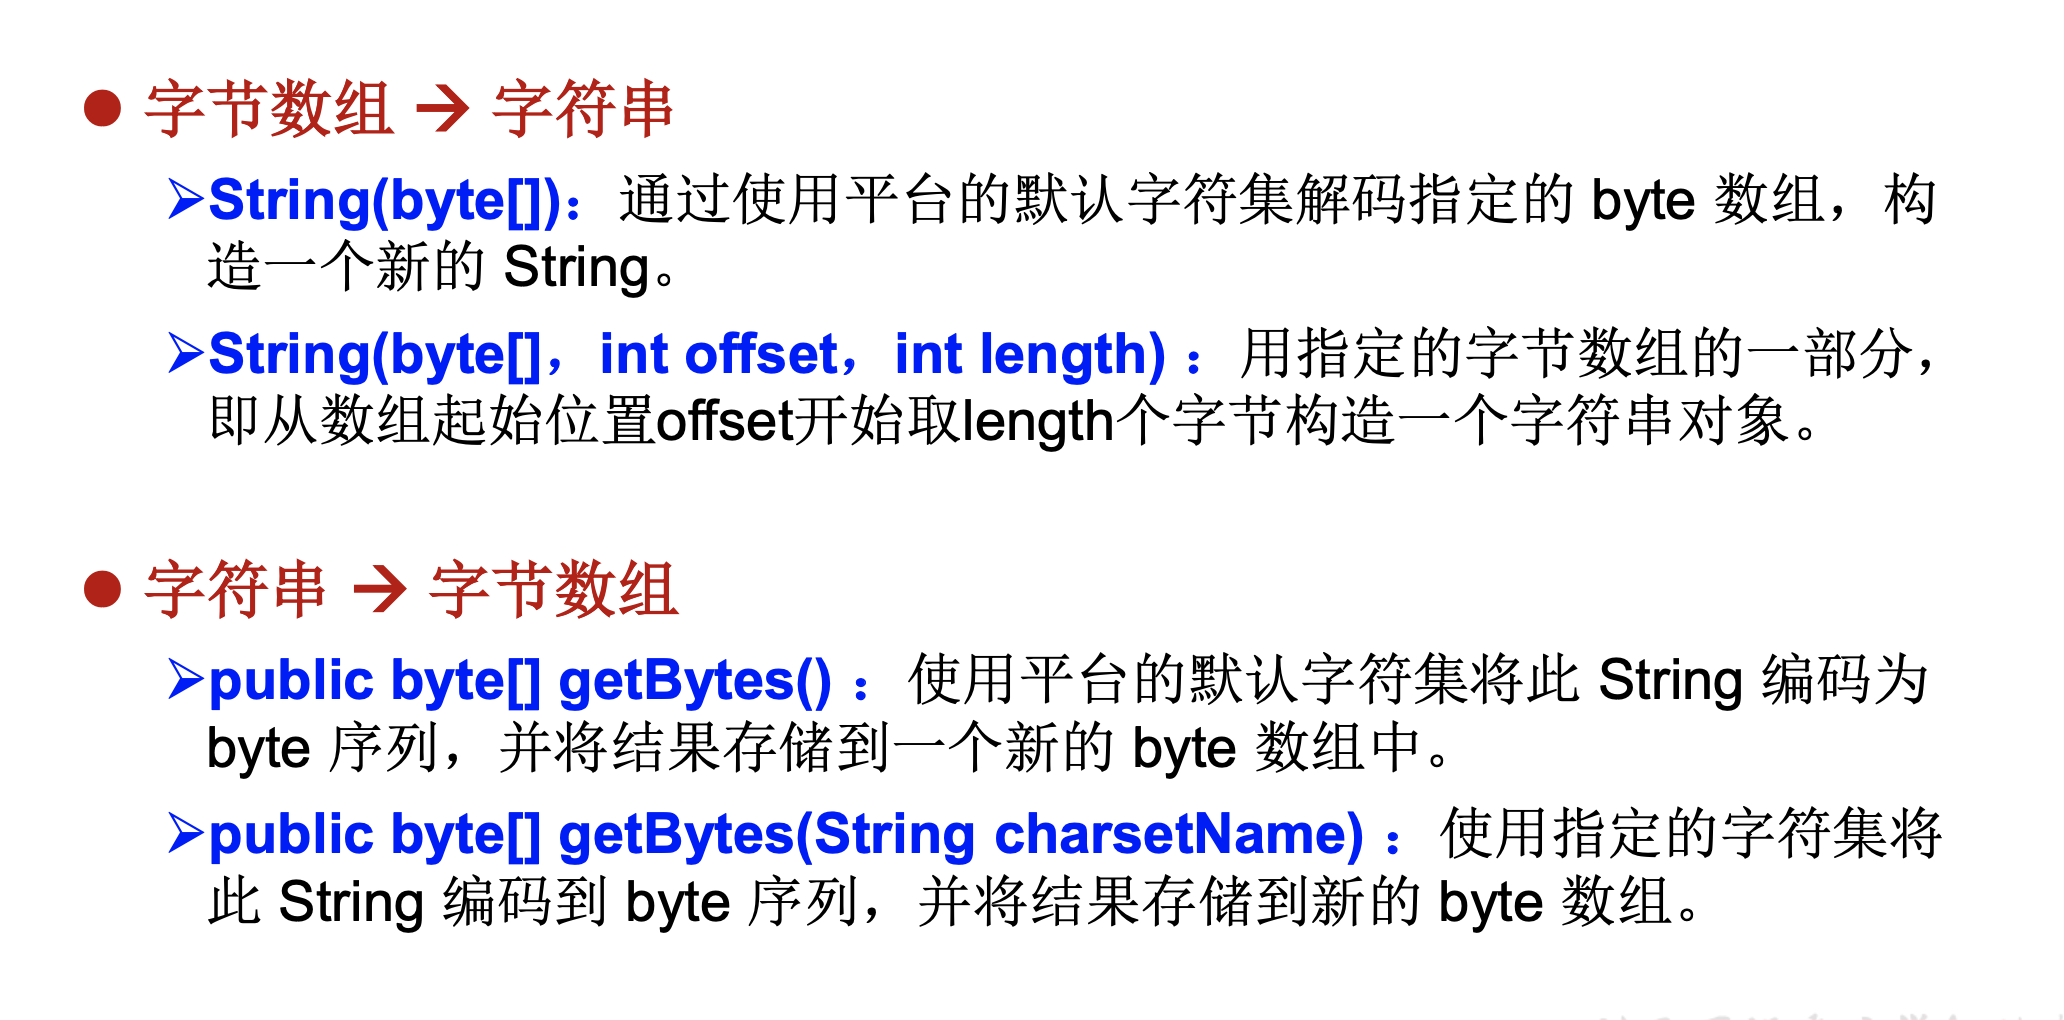 ● 字节数组 → 字符串
➢String(byte[])：通过使用平台的默认字符集解码指定的 byte 数组，构
造一个新的 String。
➢String(byte[]，int offset，int length) ：用指定的字节数组的一部分，
即从数组起始位置offset开始取length个字节构造一个字符串对象。
● 字符串 → 字节数组
➢public byte[] getBytes() ：使用平台的默认字符集将此 String 编码为
byte 序列，并将结果存储到一个新的 byte 数组中。
➢public byte[] getBytes(String charsetName) ：使用指定的字符集将
此 String 编码到 byte 序列，并将结果存储到新的 byte 数组。